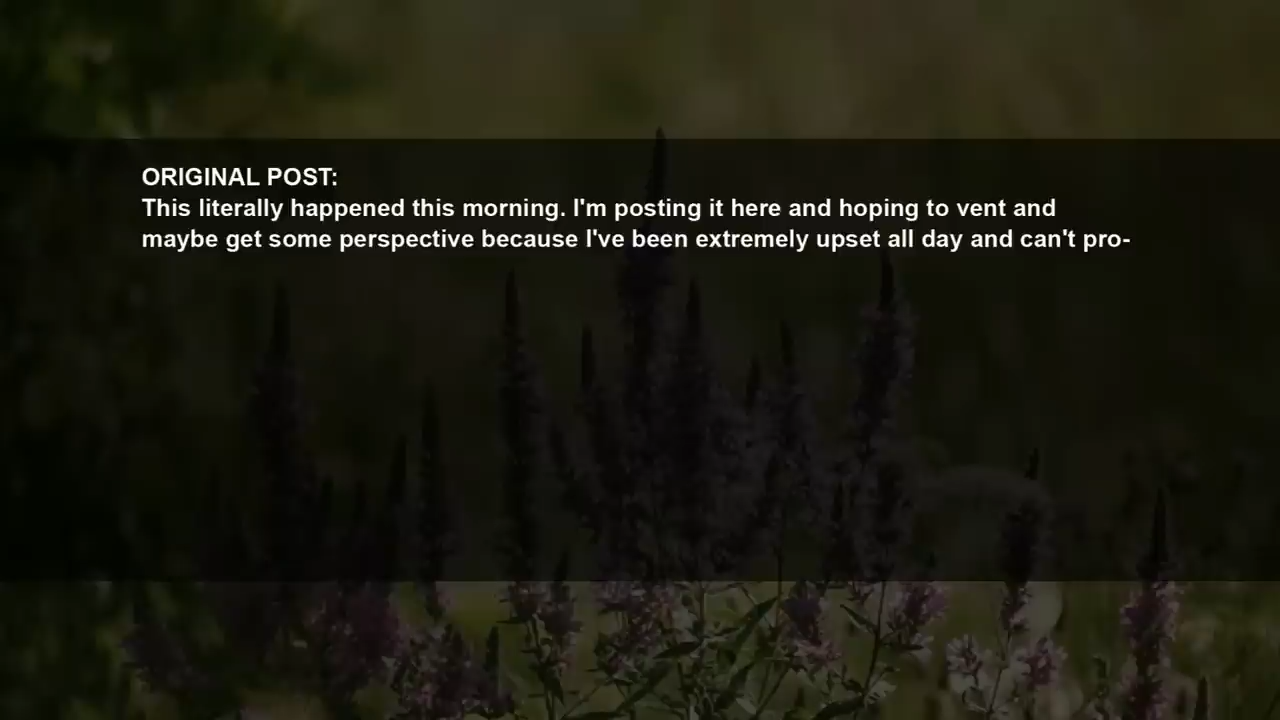 ORIGINAL POST:
This literally happened this morning. I'm posting it here and hoping to vent and
maybe get some perspective because I've been extremely upset all day and can't pro-